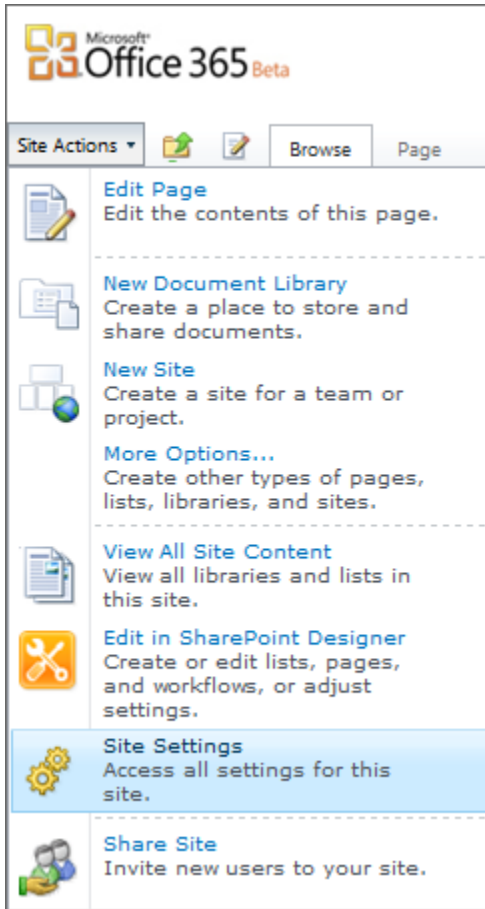 Microsoft
Office 365 Beta
Site Actions Browse Page
Edit Page
Edit the contents of this page.
New Document Library
Create a place to store and
share documents.
New Site
Create a site for a team or
project.
More Options...
Create other types of pages,
lists, libraries, and sites.
View All Site Content
View all libraries and lists in
this site.
Edit in SharePoint Designer
Create or edit lists, pages,
and workflows, or adjust
settings.
Site Settings
Access all settings for this
site.
Share Site
Invite new users to your site.